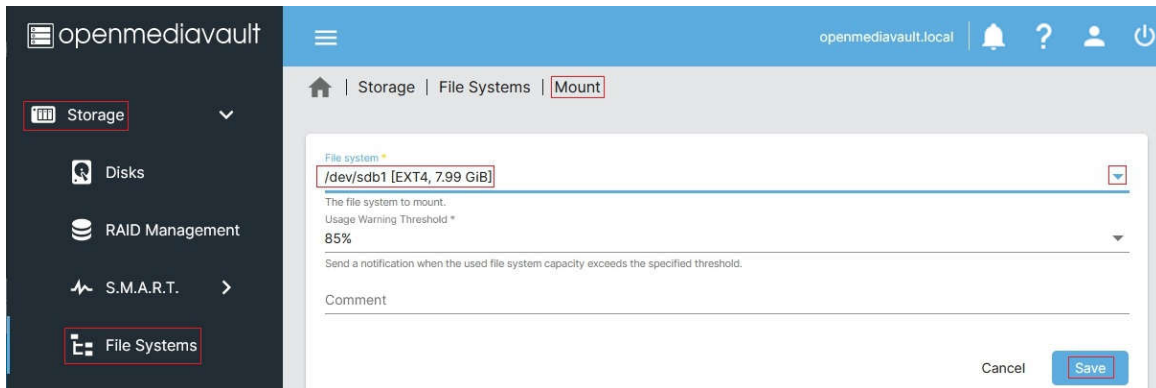 openmediavault
openmediavault.local
?
Storage
| Storage | File Systems | Mount
Disks
RAID Management
S.M.A.R.T.
File Systems
File system *
/dev/sdb1 [EXT4, 7.99 GiB]
The file system to mount.
Usage Warning Threshold *
85%
Send a notification when the used file system capacity exceeds the specified threshold.
Comment
Cancel
Save